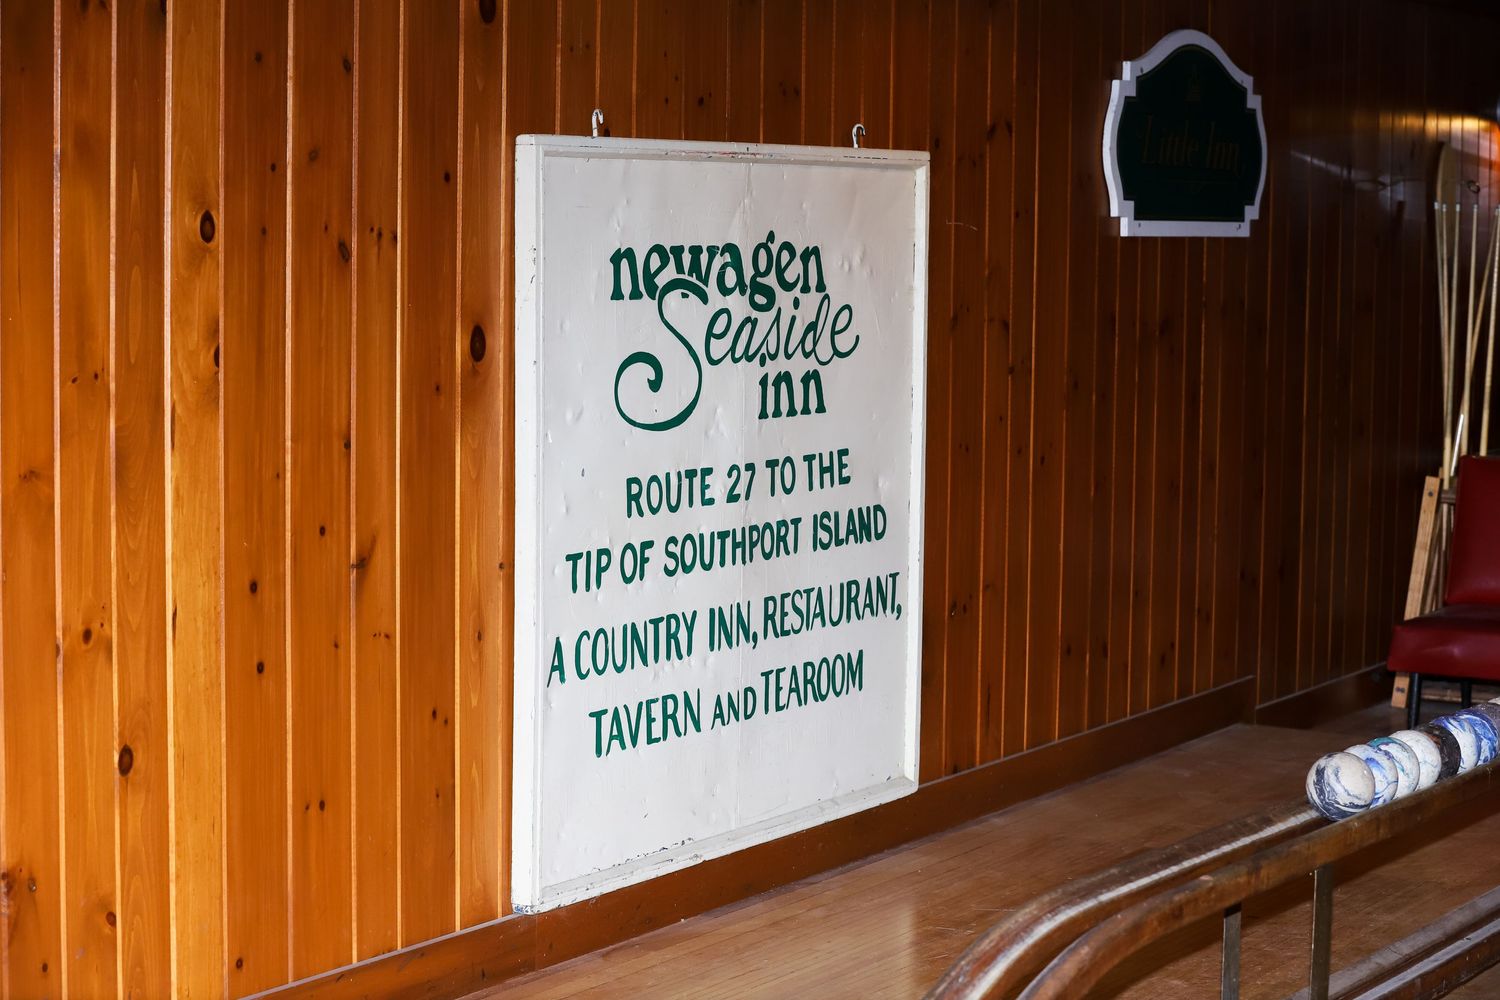 newagen
Seaside
inn
ROUTE 27 TO THE
TIP OF SOUTHPORT ISLAND
A COUNTRY INN, RESTAURANT,
TAVERN AND TEAROOM
Little Inn